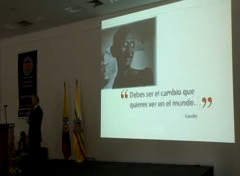 “Debes ser el cambio que
quieres ver en el mundo..”
Gandhi